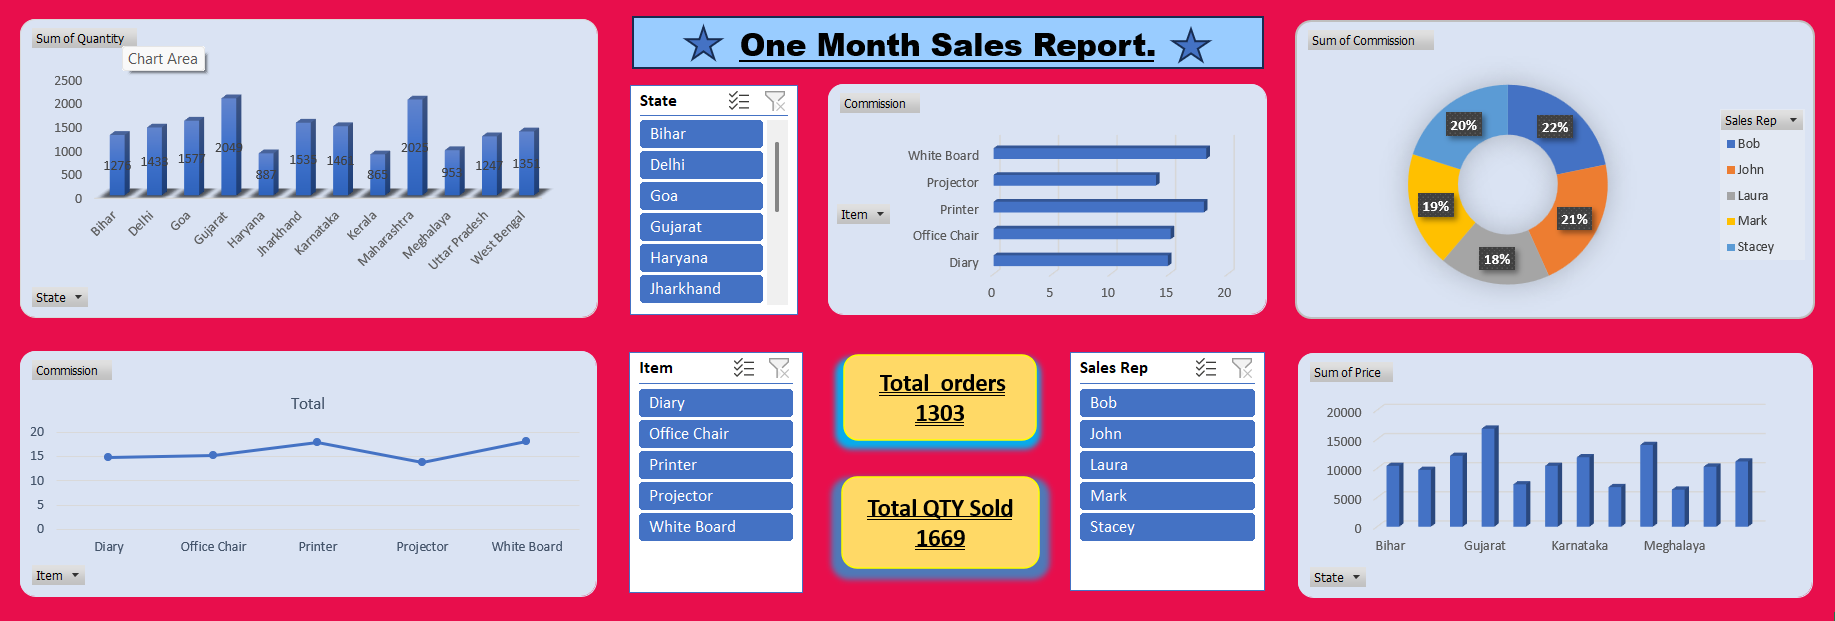 One Month Sales Report.
Sum of Quantity
Chart Area
2500
2000
1500
1000
500
0
1276
1438
1577
2049
887
1535
1461
865
2025
953
1247
1351
Bihar
Delhi
Goa
Gujarat
Haryana
Jharkhand
Karnataka
Kerala
Maharashtra
Meghalaya
Uttar Pradesh
West Bengal
State
State
Bihar
Delhi
Goa
Gujarat
Haryana
Jharkhand
Commission
White Board
Projector
Printer
Office Chair
Diary
Item
0 5 10 15 20
Sum of Commission
22%
21%
18%
19%
20%
Sales Rep
Bob
John
Laura
Mark
Stacey
Commission
Total
20
15
10
5
0
Diary Office Chair Printer Projector White Board
Item
Item
Diary
Office Chair
Printer
Projector
White Board
Total orders
1303
Total QTY Sold
1669
Sales Rep
Bob
John
Laura
Mark
Stacey
Sum of Price
20000
15000
10000
5000
0
Bihar Gujarat Karnataka Meghalaya
State